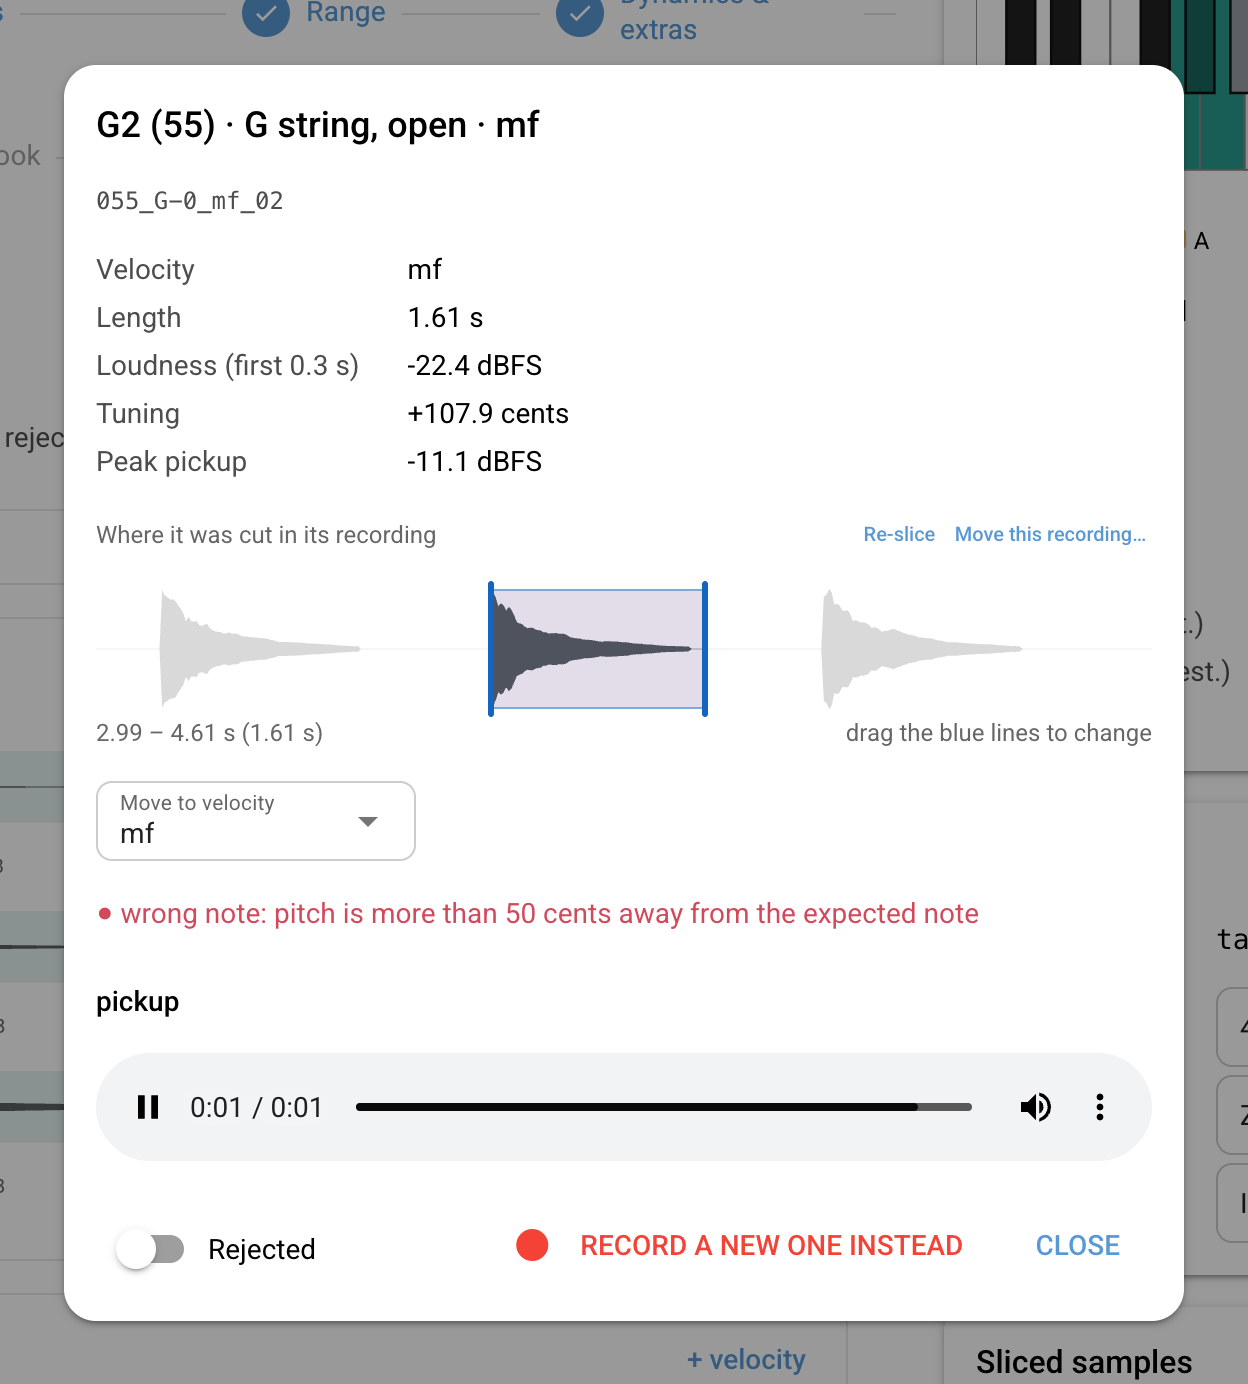 Range
extras
ook
G2 (55) · G string, open · mf
055_G-0_mf_02
A
Velocity mf
Length 1.61 s
Loudness (first 0.3 s) -22.4 dBFS
Tuning +107.9 cents
rejec
Peak pickup -11.1 dBFS
Where it was cut in its recording Re-slice Move this recording...
.)
est.)
2.99 – 4.61 s (1.61 s) drag the blue lines to change
Move to velocity
mf
• wrong note: pitch is more than 50 cents away from the expected note
ta
pickup
0:01 / 0:01
Rejected RECORD A NEW ONE INSTEAD CLOSE
+ velocity Sliced samples